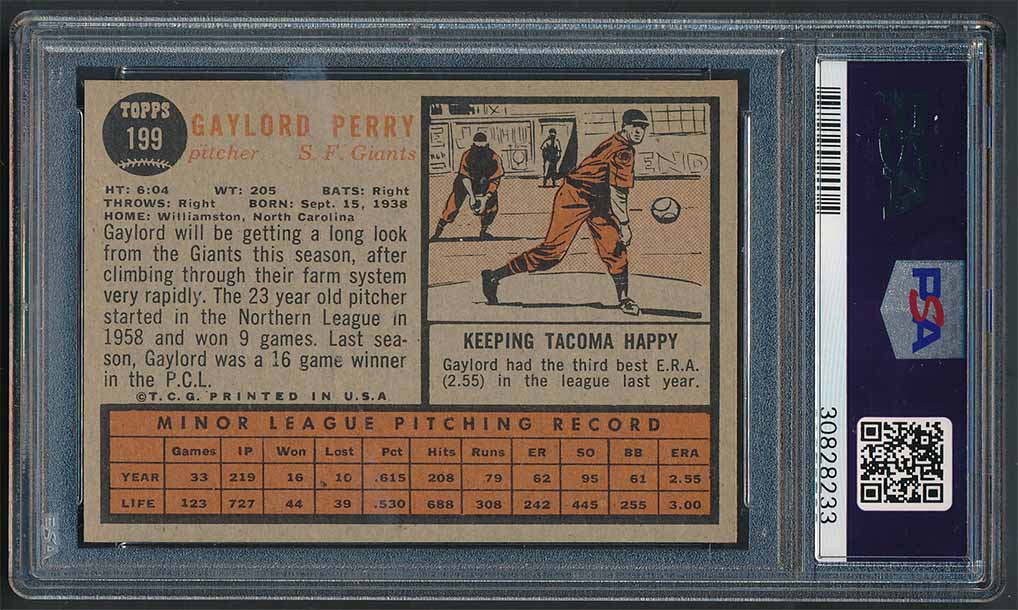 TOPPS
199
GAYLORD PERRY
pitcher S. F. Giants
HT: 6:04 WT: 205 BATS: Right
THROWS: Right BORN: Sept. 15, 1938
HOME: Williamston, North Carolina
Gaylord will be getting a long look
from the Giants this season, after
climbing through their farm system
very rapidly. The 23 year old pitcher
started in the Northern League in
1958 and won 9 games. Last sea-
son, Gaylord was a 16 game winner
in the P.C.L.
©T.C.G. PRINTED IN U.S.A
KEEPING TACOMA HAPPY
Gaylord had the third best E.R.A.
(2.55) in the league last year.
MINOR LEAGUE PITCHING RECORD
Games IP Won Lost Pct Hits Runs ER SO BB ERA
YEAR 33 219 16 10 .615 208 79 62 95 61 2.55
LIFE 123 727 44 39 .530 688 308 242 445 255 3.00
30828233
PSA
PSA